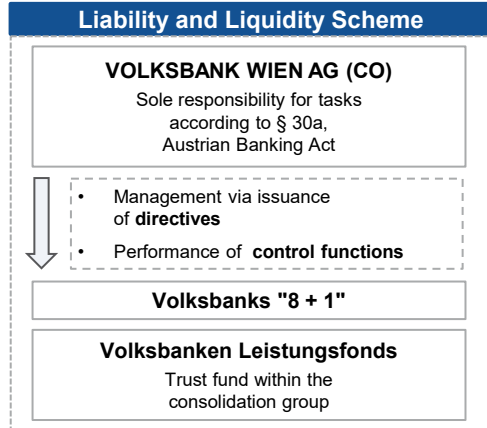 Liability and Liquidity Scheme
VOLKSBANK WIEN AG (CO)
Sole responsibility for tasks
according to § 30a,
Austrian Banking Act
• Management via issuance
of directives
• Performance of control functions
Volksbanks "8 + 1"
Volksbanken Leistungsfonds
Trust fund within the
consolidation group